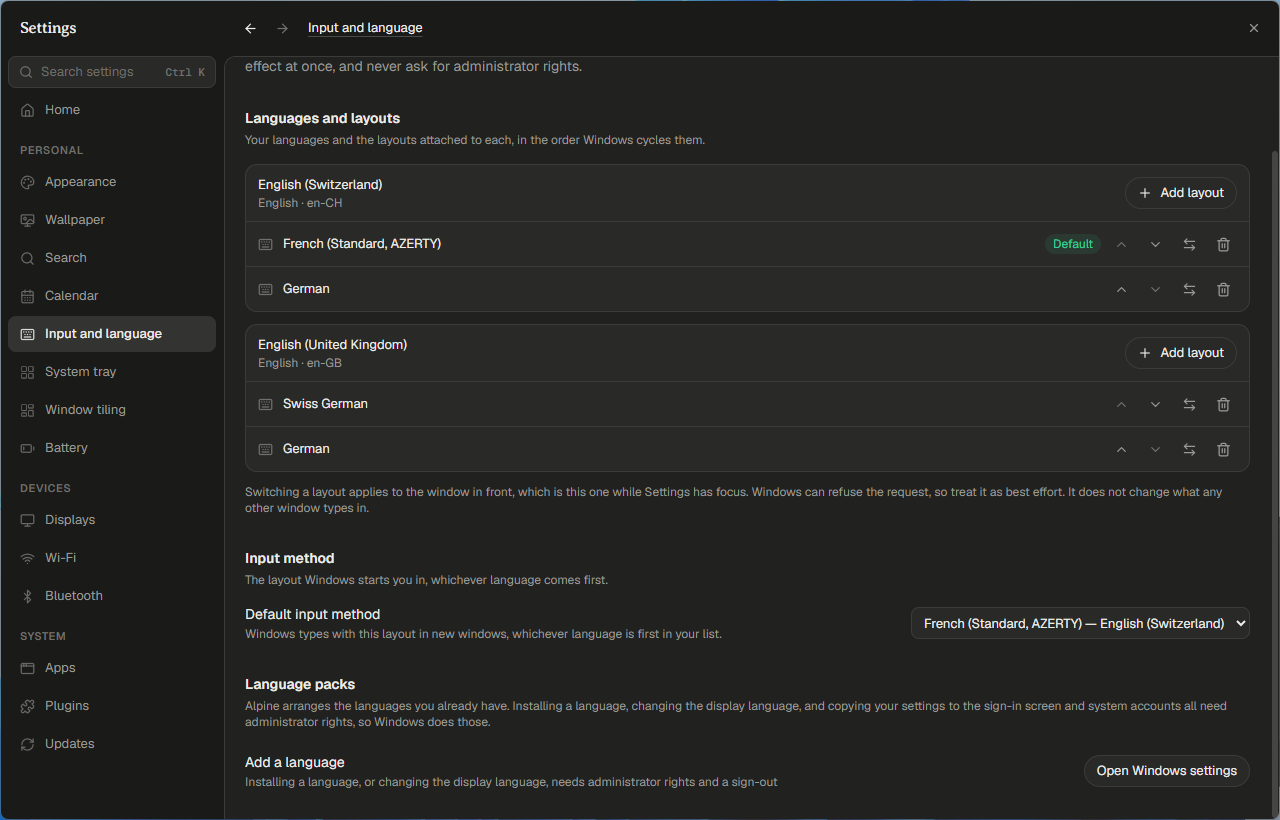 Settings
Input and language
Search settings
Ctrl K
Home
PERSONAL
Appearance
Wallpaper
Search
Calendar
Input and language
System tray
Window tiling
Battery
DEVICES
Displays
Wi-Fi
Bluetooth
SYSTEM
Apps
Plugins
Updates
effect at once, and never ask for administrator rights.
Languages and layouts
Your languages and the layouts attached to each, in the order Windows cycles them.
English (Switzerland)
English · en-CH
Add layout
French (Standard, AZERTY)
Default
German
English (United Kingdom)
English · en-GB
Add layout
Swiss German
German
Switching a layout applies to the window in front, which is this one while Settings has focus. Windows can refuse the request, so treat it as best effort. It does not change what any
other window types in.
Input method
The layout Windows starts you in, whichever language comes first.
Default input method
Windows types with this layout in new windows, whichever language is first in your list.
French (Standard, AZERTY) — English (Switzerland)
Language packs
Alpine arranges the languages you already have. Installing a language, changing the display language, and copying your settings to the sign-in screen and system accounts all need
administrator rights, so Windows does those.
Add a language
Installing a language, or changing the display language, needs administrator rights and a sign-out
Open Windows settings